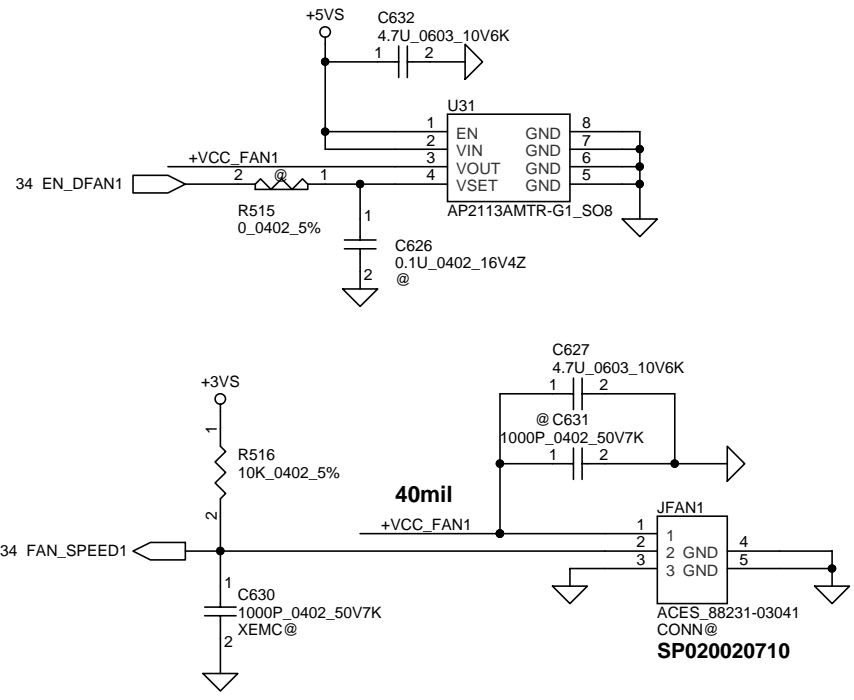 +5VS
C632
4.7U_0603_10V6K
1 2
U31
1 EN GND 8
2 VIN GND 7
+VCC_FAN1 3 VOUT GND 6
34 EN_DFAN1 2 @ 1 4 VSET GND 5
R515
0_0402_5%
AP2113AMTR-G1_SO8
1
C626
0.1U_0402_16V4Z
2
@
C627
4.7U_0603_10V6K
1 2
+3VS
@ C631
1000P_0402_50V7K
1 2
1
R516
10K_0402_5%
2
40mil
JFAN1
+VCC_FAN1 1 1
34 FAN_SPEED1 2 2 GND 4
3 3 GND 5
1
C630
1000P_0402_50V7K
XEMC@
2
ACES_88231-03041
CONN@
SP020020710